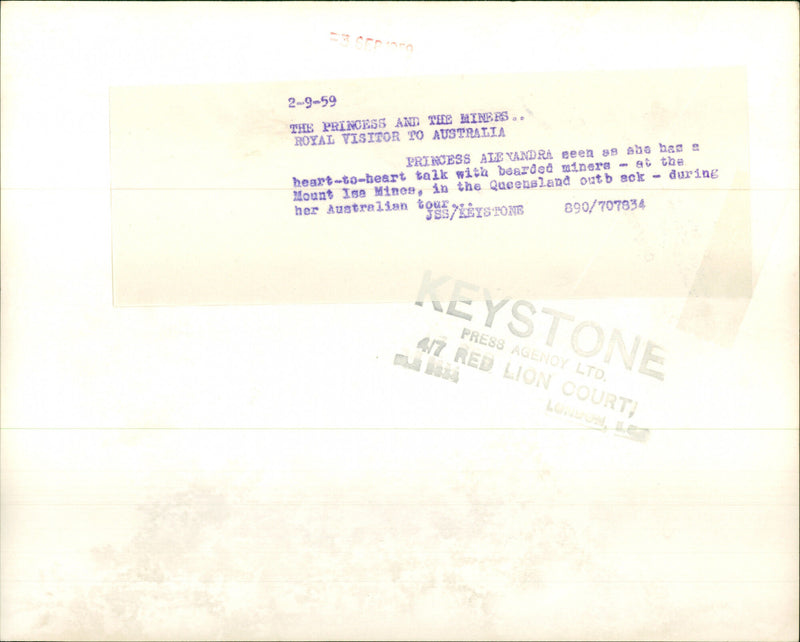 2-9-59
THE PRINCESS AND THE MINERS..
ROYAL VISITOR TO AUSTRALIA
PRINCESS ALEXANDRA seen as she has a
heart-to-heart talk with bearded miners - at the
Mount Isa Mines, in the Queensland outb ack - during
her Australian tour...
JSS/KEYSTONE 890/707834
KEYSTONE
PRESS AGENCY LTD.
4/7 RED LION COURT,
LONDON,